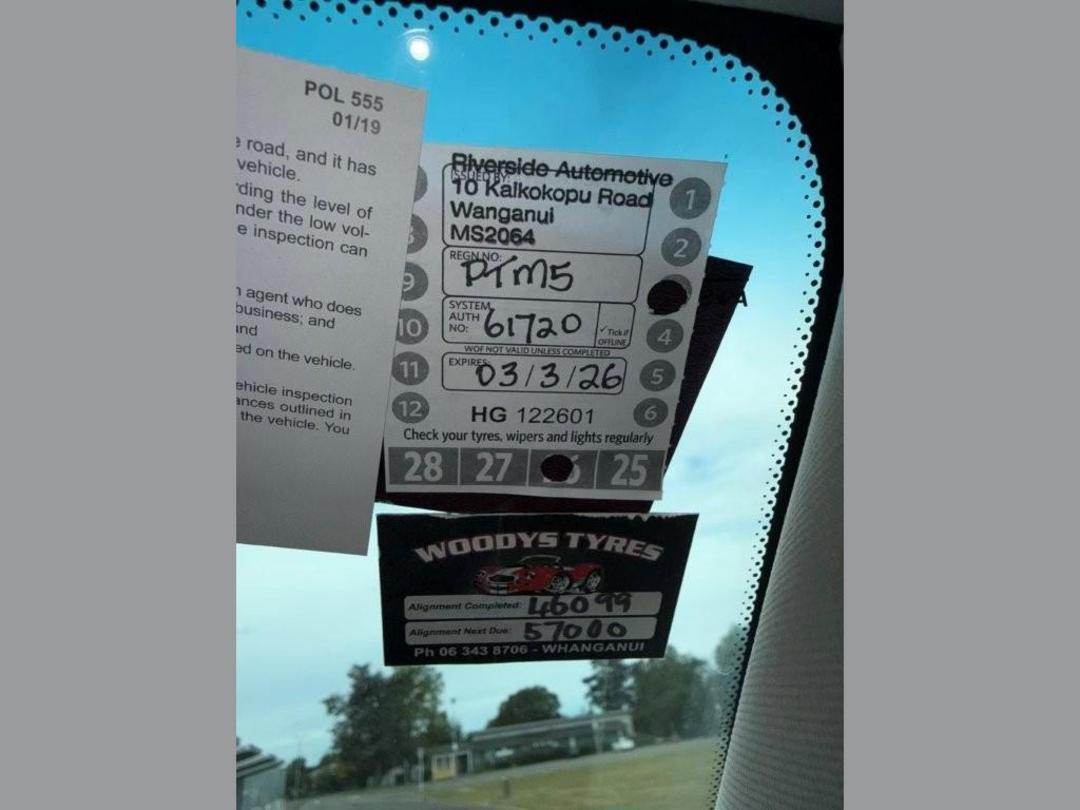 POL 555
01/19
road, and it has
vehicle.
the level of
nder the low vol-
e inspection can
agent who does
business; and
ed on the vehicle.
ehicle inspection
ances outlined in
the vehicle. You
Riverside Automotive
ISSUED BY:
10 Kaikokopu Road
Wanganui
MS2064
REGN.NO: PTM5
SYSTEM AUTH NO: 61720
✓ Tick if OFFLINE
WOF NOT VALID UNLESS COMPLETED
EXPIRES: 03/3/26
HG 122601
Check your tyres, wipers and lights regularly
28 27 25
1
2
4
5
6
9
10
11
12
WOODYS TYRES
Alignment Completed: 46099
Alignment Next Due: 57000
Ph 06 343 8706 - WHANGANUI